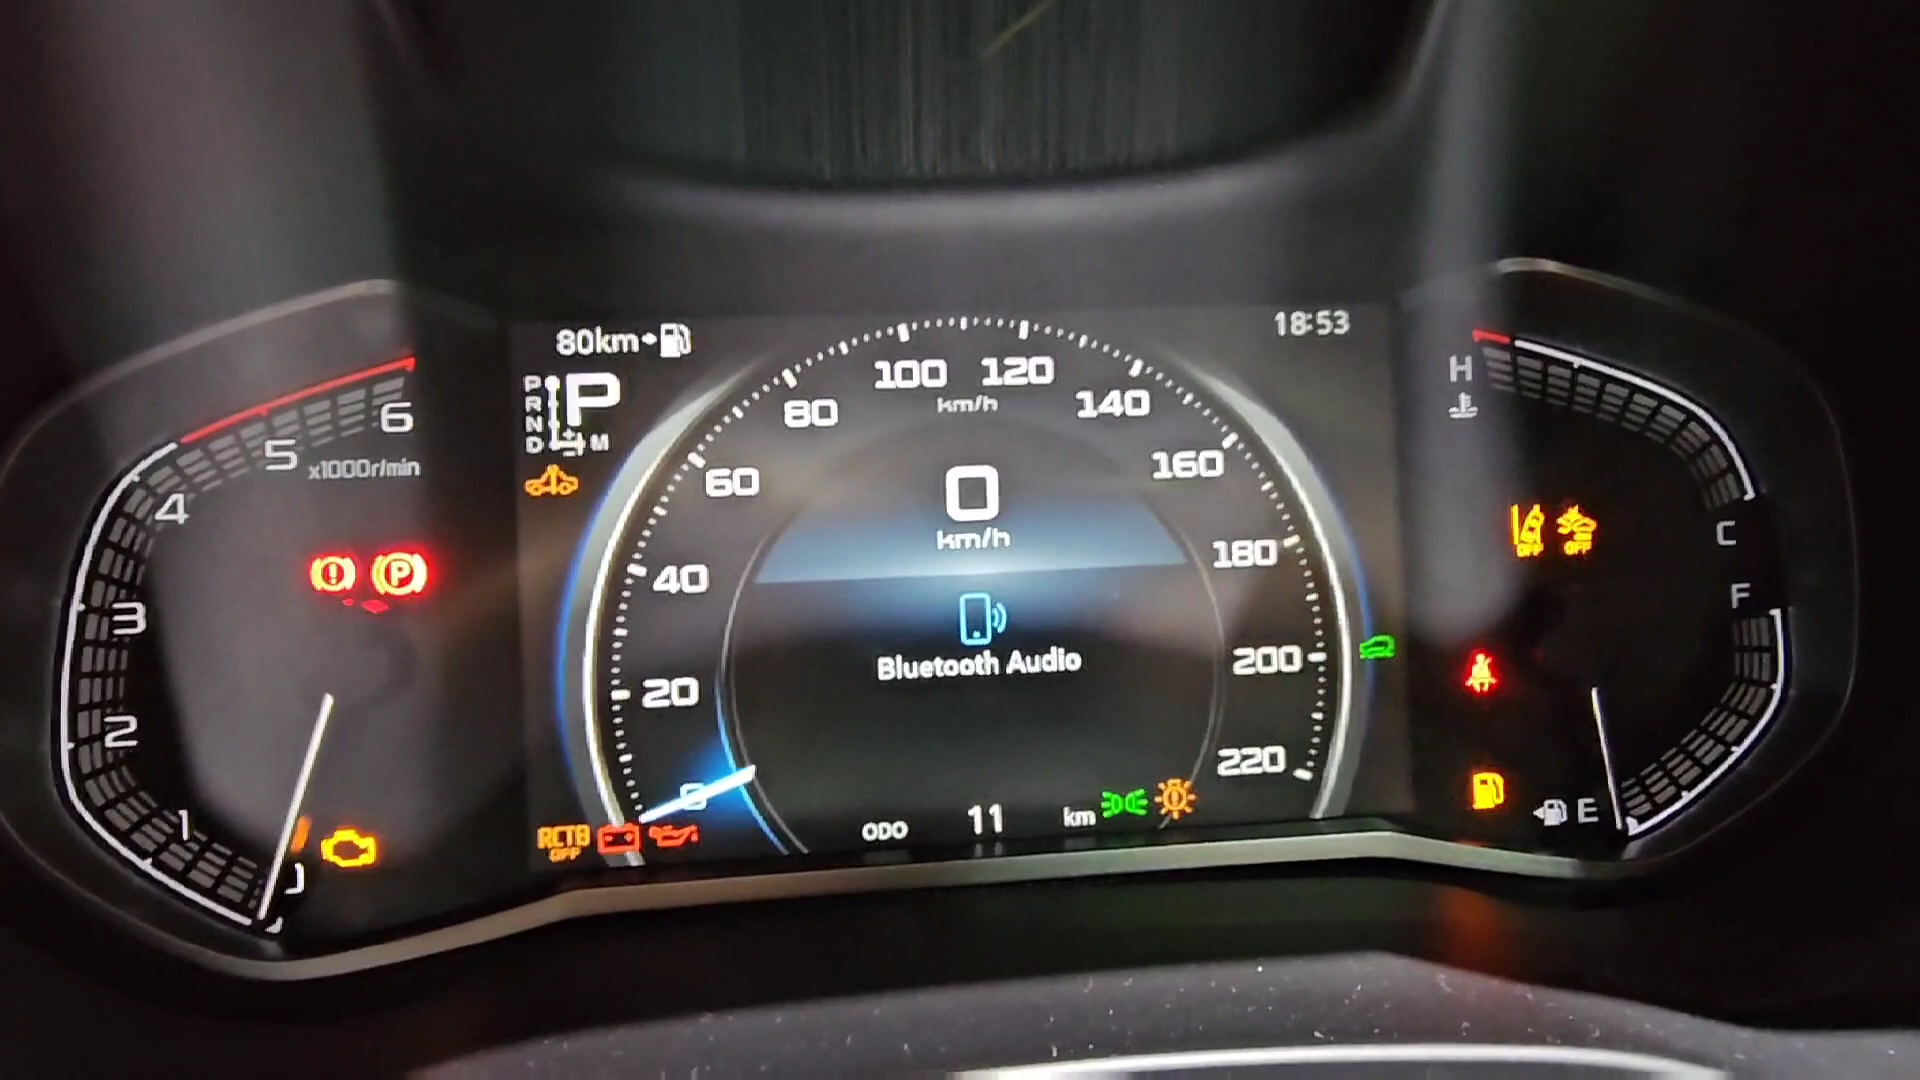 80km
18:53
P
R
N
D
P
M
6
5
x1000r/min
4
3
2
1
P
100
120
km/h
80
140
60
160
40
180
20
200
0
220
0
km/h
Bluetooth Audio
RCTB
OFF
ODO 11 km
H
C
F
E
OFF
OFF